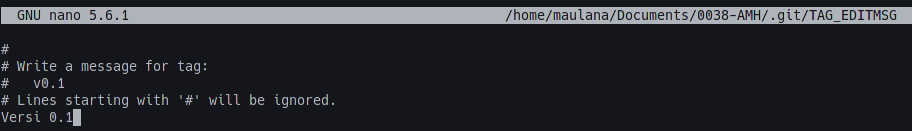 GNU nano 5.6.1 /home/maulana/Documents/0038-AMH/.git/TAG_EDITMSG
#
# Write a message for tag:
#   v0.1
# Lines starting with '#' will be ignored.
Versi 0.1